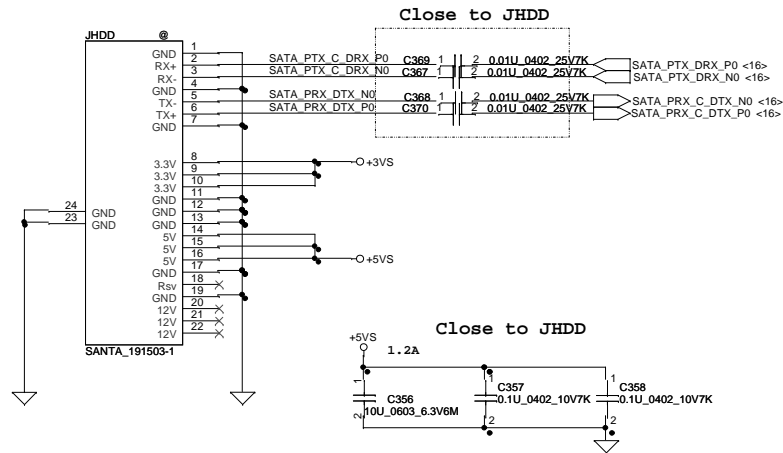 Close to JHDD
JHDD @
GND 1
RX+ 2 SATA_PTX_C_DRX_P0 C369 1 2 0.01U_0402_25V7K SATA_PTX_DRX_P0 <16>
RX- 3 SATA_PTX_C_DRX_N0 C367 1 2 0.01U_0402_25V7K SATA_PTX_DRX_N0 <16>
GND 4
TX- 5 SATA_PRX_DTX_N0 C368 1 2 0.01U_0402_25V7K SATA_PRX_C_DTX_N0 <16>
TX+ 6 SATA_PRX_DTX_P0 C370 1 2 0.01U_0402_25V7K SATA_PRX_C_DTX_P0 <16>
GND 7
3.3V 8 +3VS
3.3V 9
3.3V 10
GND 11
24 GND GND 12
23 GND GND 13
5V 14
5V 15
5V 16 +5VS
GND 17
Rsv 18
GND 19
12V 20
12V 21
12V 22
SANTA_191503-1
Close to JHDD
+5VS
1.2A
1 C356 2 10U_0603_6.3V6M
1 C357 2 0.1U_0402_10V7K
1 C358 2 0.1U_0402_10V7K